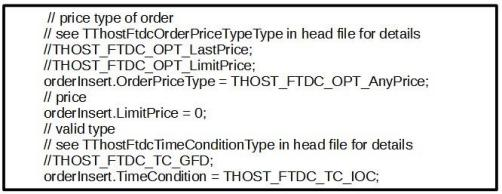 // price type of order
// see TThostFtdcOrderPriceTypeType in head file for details
//THOST_FTDC_OPT_LastPrice;
//THOST_FTDC_OPT_LimitPrice;
orderInsert.OrderPriceType = THOST_FTDC_OPT_AnyPrice;
// price
orderInsert.LimitPrice = 0;
// valid type
// see TThostFtdcTimeConditionType in head file for details
//THOST_FTDC_TC_GFD;
orderInsert.TimeCondition = THOST_FTDC_TC_IOC;